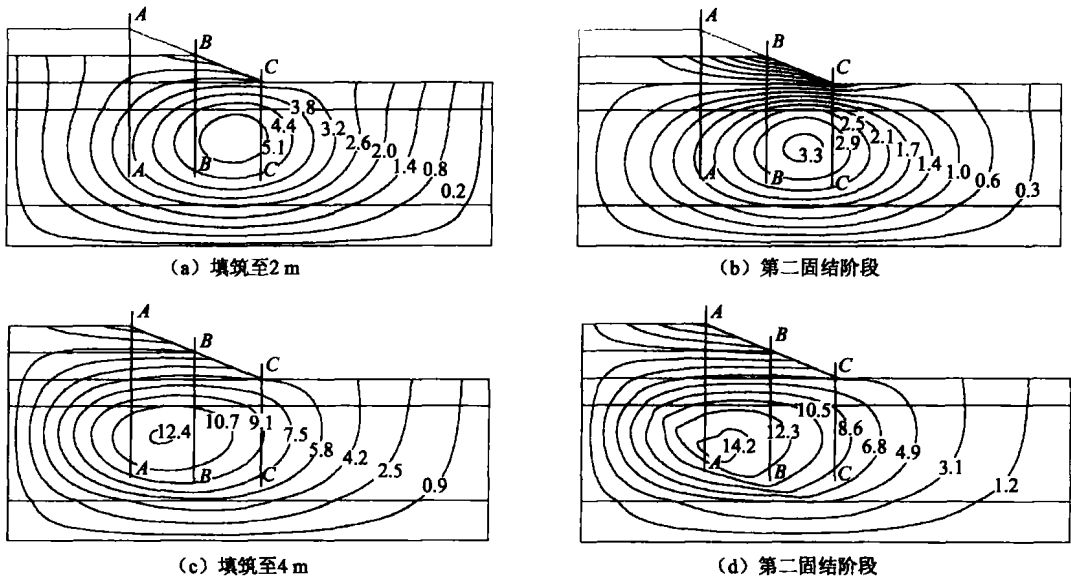 A
B
C
3.8
4.4
3.2
5.1
2.6
2.0
1.4
0.8
0.2
A
B
C
(a) 填筑至2 m
A
B
C
2.5
2.9
2.1
3.3
1.7
1.4
1.0
0.6
0.3
A
B
C
(b) 第二固结阶段
A
B
C
12.4
10.7
9.1
7.5
5.8
4.2
2.5
0.9
A
B
C
(c) 填筑至4 m
A
B
C
10.5
14.2
12.3
8.6
6.8
4.9
3.1
1.2
A
B
C
(d) 第二固结阶段